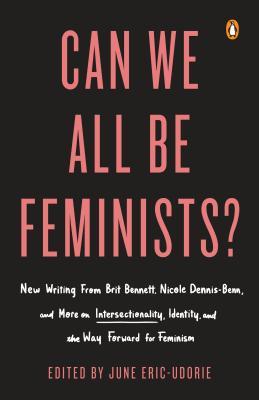 CAN WE
ALL BE
FEMINISTS?
New Writing From Brit Bennett, Nicole Dennis-Benn,
and More on Intersectionality, Identity, and
the Way Forward for Feminism
EDITED BY JUNE ERIC-UDORIE